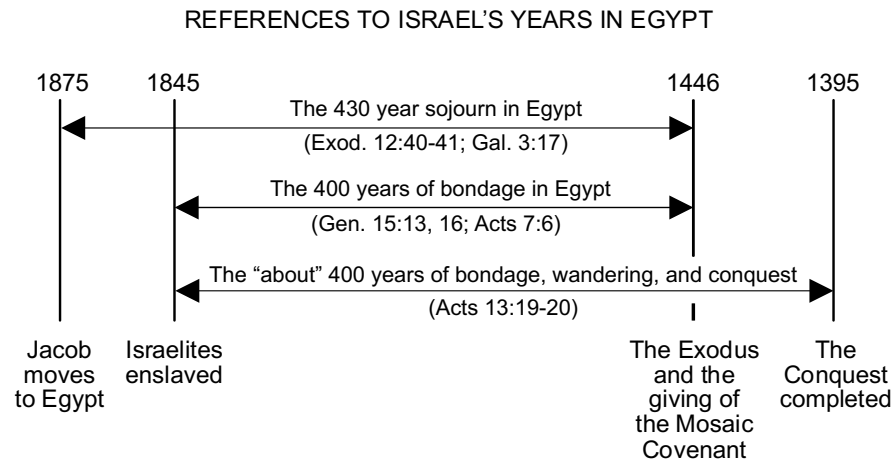 REFERENCES TO ISRAEL’S YEARS IN EGYPT
1875 1845 1446 1395
The 430 year sojourn in Egypt
(Exod. 12:40-41; Gal. 3:17)
The 400 years of bondage in Egypt
(Gen. 15:13, 16; Acts 7:6)
The “about” 400 years of bondage, wandering, and conquest
(Acts 13:19-20)
Jacob
moves
to Egypt
Israelites
enslaved
The Exodus
and the
giving of
the Mosaic
Covenant
The
Conquest
completed